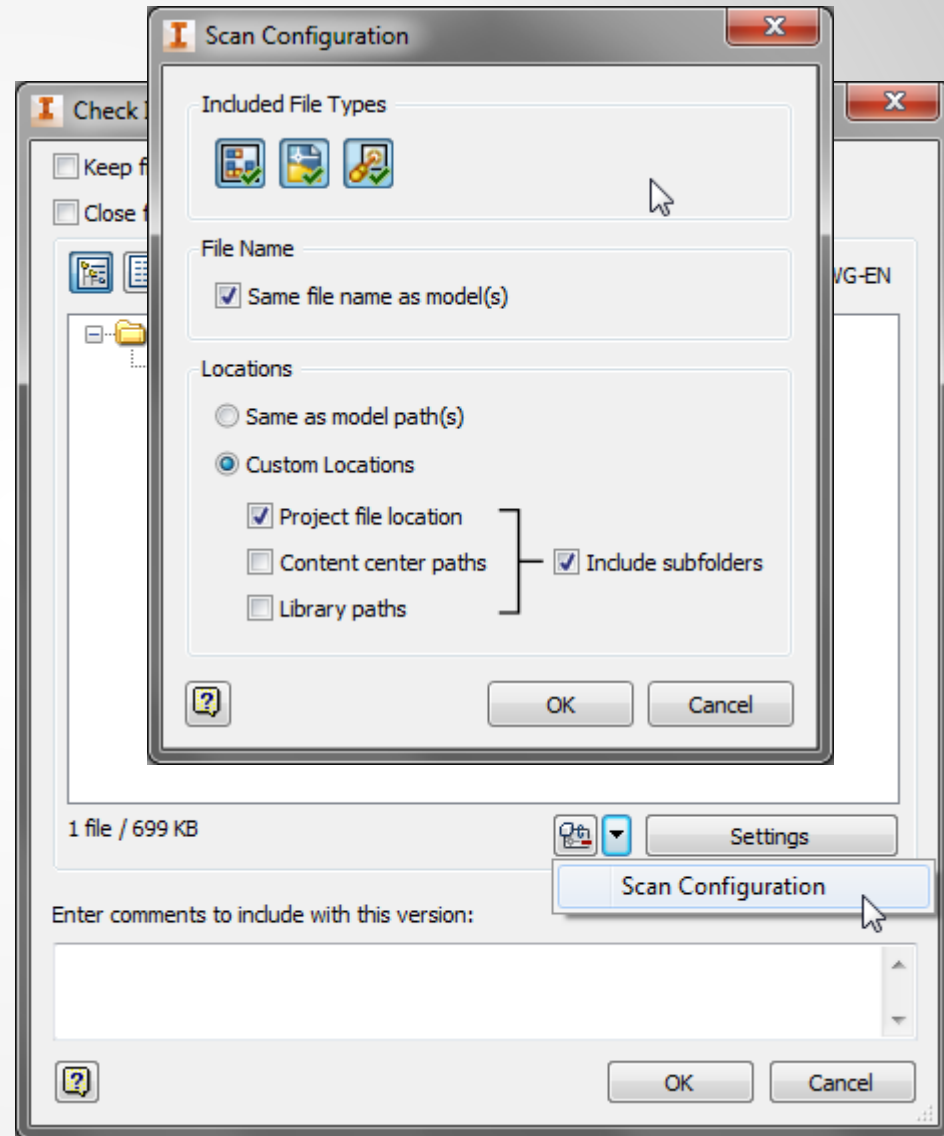 Scan Configuration
Included File Types
File Name
Same file name as model(s)
Locations
Same as model path(s)
Custom Locations
Project file location
Content center paths
Include subfolders
Library paths
OK
Cancel
Check
Keep
Close
1 file / 699 KB
Settings
Scan Configuration
Enter comments to include with this version:
OK
Cancel